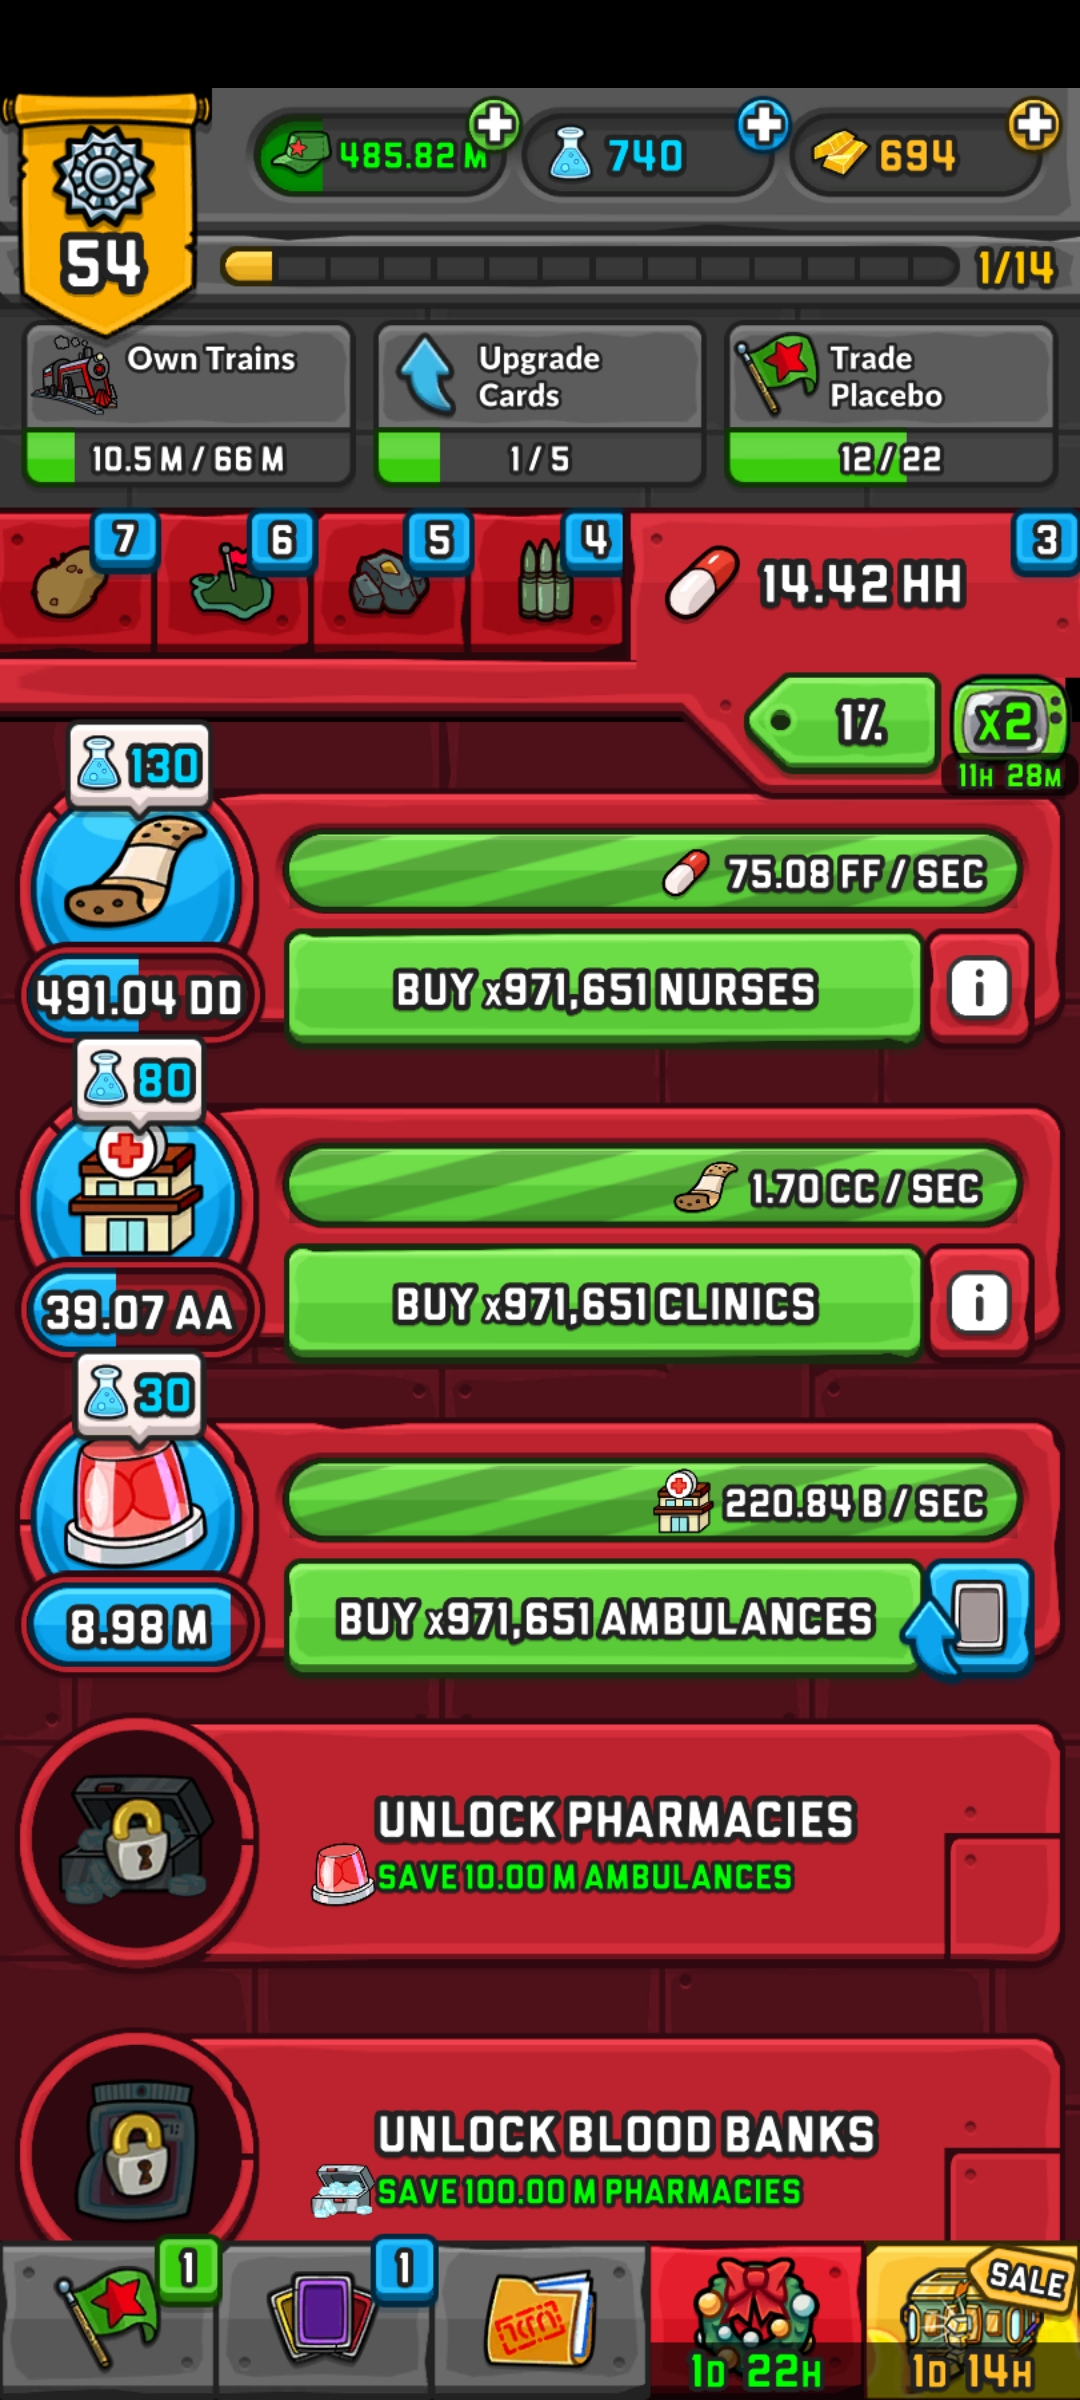 485.82 M
740
694
54
1/14
Own Trains
10.5 M / 66 M
Upgrade
Cards
1 / 5
Trade
Placebo
12 / 22
7
6
5
4
14.42 HH
3
1%
x2
11H 28M
130
75.08 FF / SEC
491.04 DD
BUY x971,651 NURSES
i
80
1.70 CC / SEC
39.07 AA
BUY x971,651 CLINICS
i
30
220.84 B / SEC
8.98 M
BUY x971,651 AMBULANCES
UNLOCK PHARMACIES
SAVE 10.00 M AMBULANCES
UNLOCK BLOOD BANKS
SAVE 100.00 M PHARMACIES
1
1
SALE
1D 22H
1D 14H